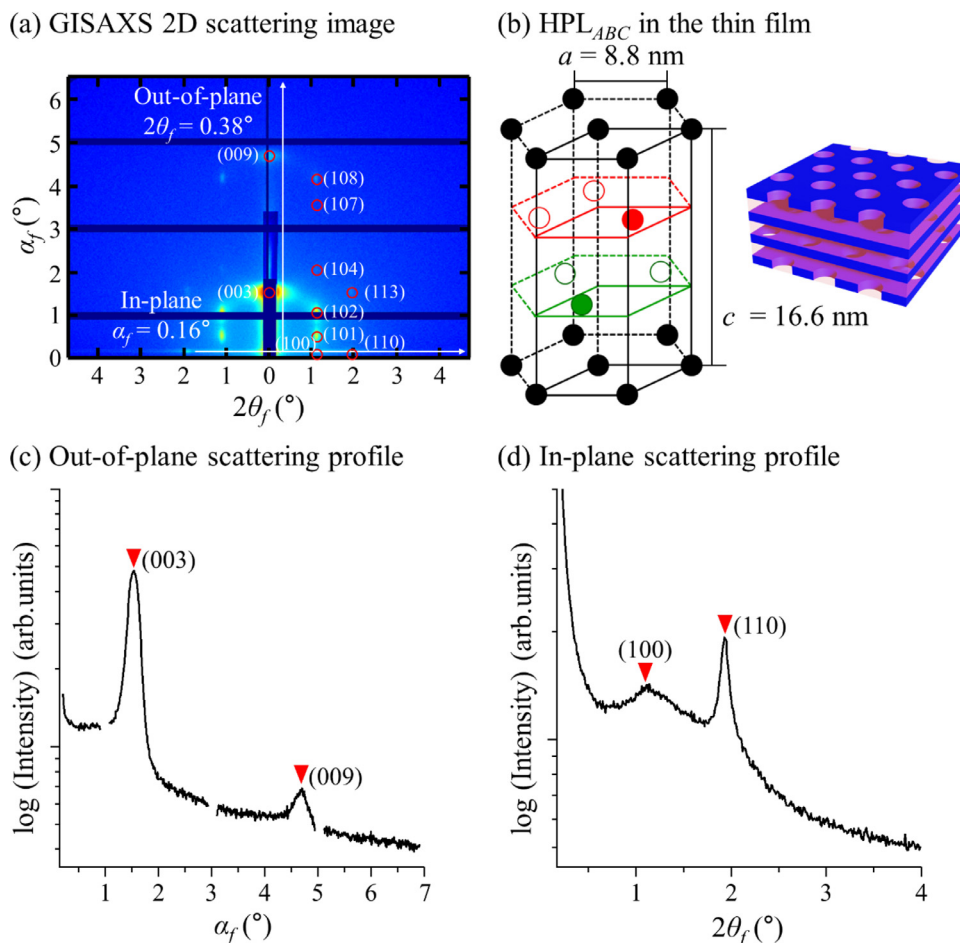 (a) GISAXS 2D scattering image
Out-of-plane
2θf = 0.38°
(009)
(108)
(107)
(104)
(003)
(113)
In-plane
αf = 0.16°
(102)
(101)
(100)
(110)
6
5
4
3
2
1
0
αf (°)
4 3 2 1 0 1 2 3 4
2θf (°)
(b) HPLABC in the thin film
a = 8.8 nm
c = 16.6 nm
(c) Out-of-plane scattering profile
log (Intensity) (arb.units)
(003)
(009)
1 2 3 4 5 6 7
αf (°)
(d) In-plane scattering profile
log (Intensity) (arb.units)
(100)
(110)
1 2 3 4
2θf (°)